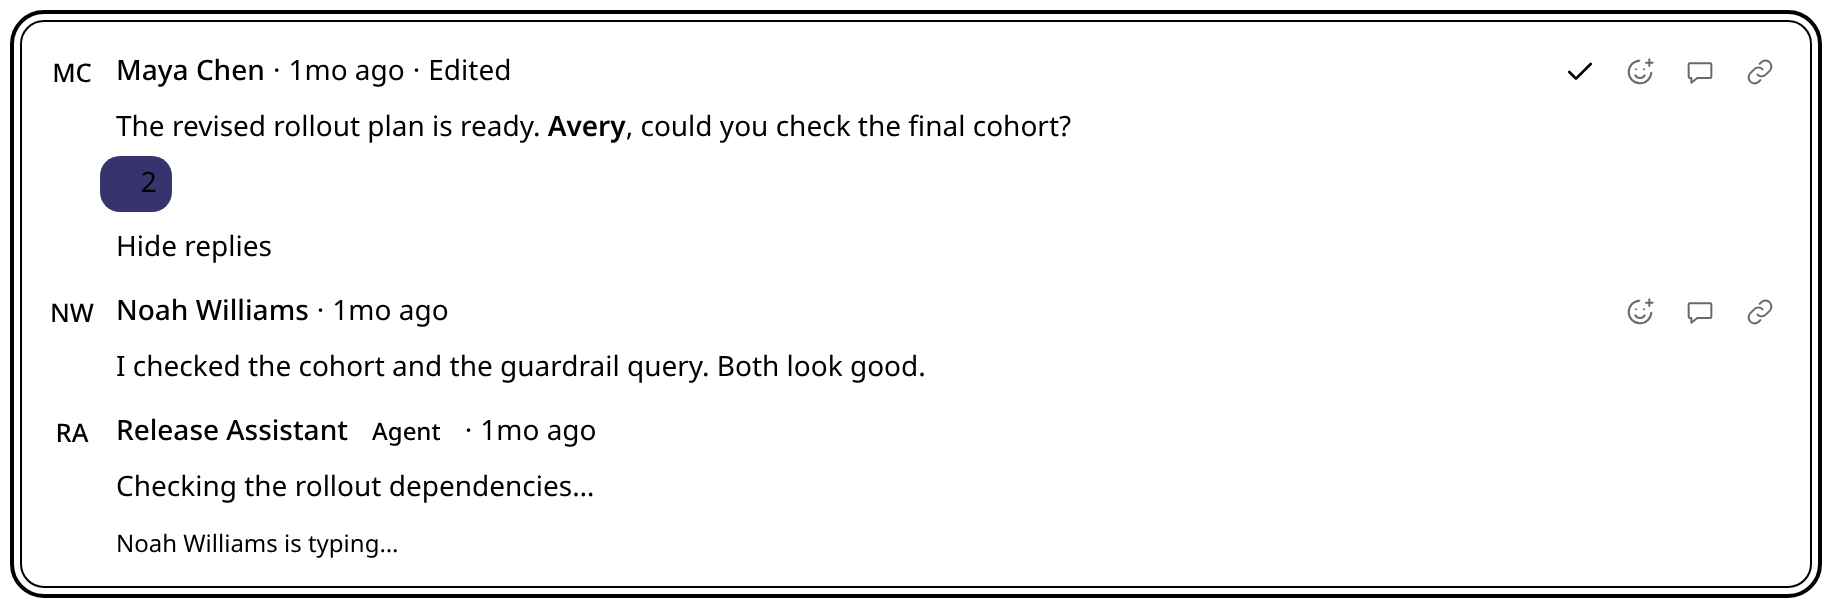 MC Maya Chen · 1mo ago · Edited
The revised rollout plan is ready. Avery, could you check the final cohort?
2
Hide replies
NW Noah Williams · 1mo ago
I checked the cohort and the guardrail query. Both look good.
RA Release Assistant Agent · 1mo ago
Checking the rollout dependencies…
Noah Williams is typing…